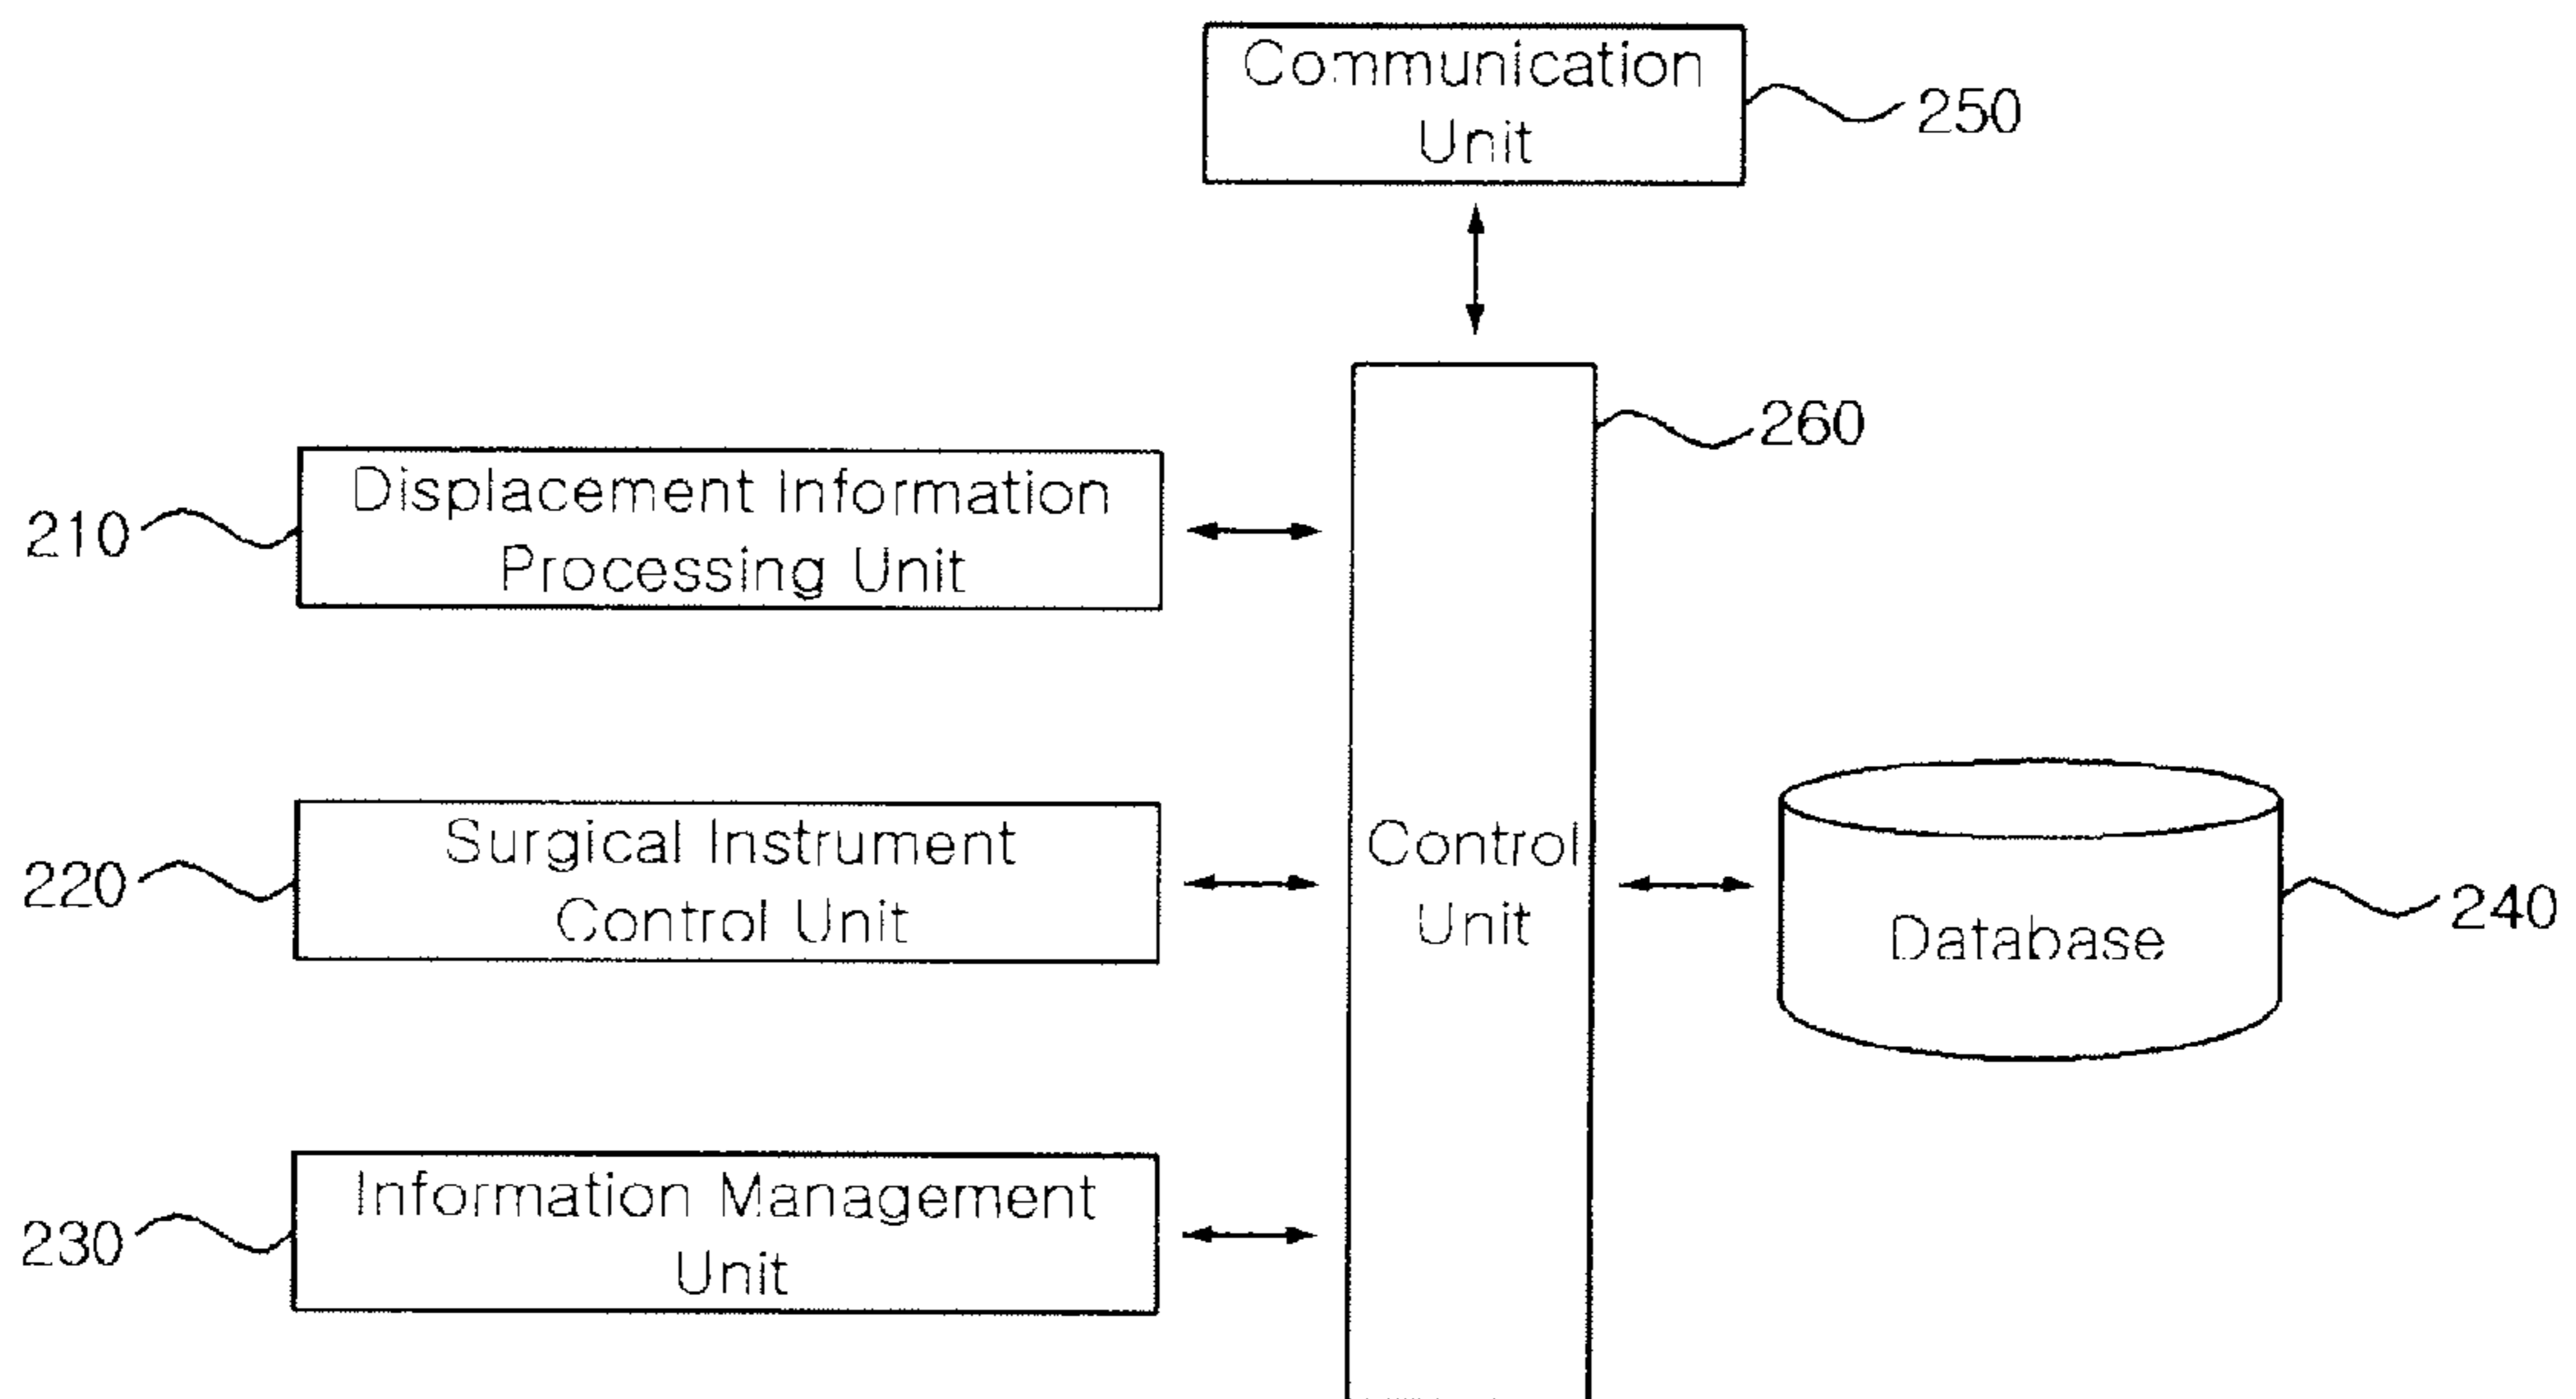 Communication
Unit
250
260
Displacement Information
Processing Unit
210
Surgical Instrument
Control Unit
220
Control
Unit
Database
240
Information Management
Unit
230